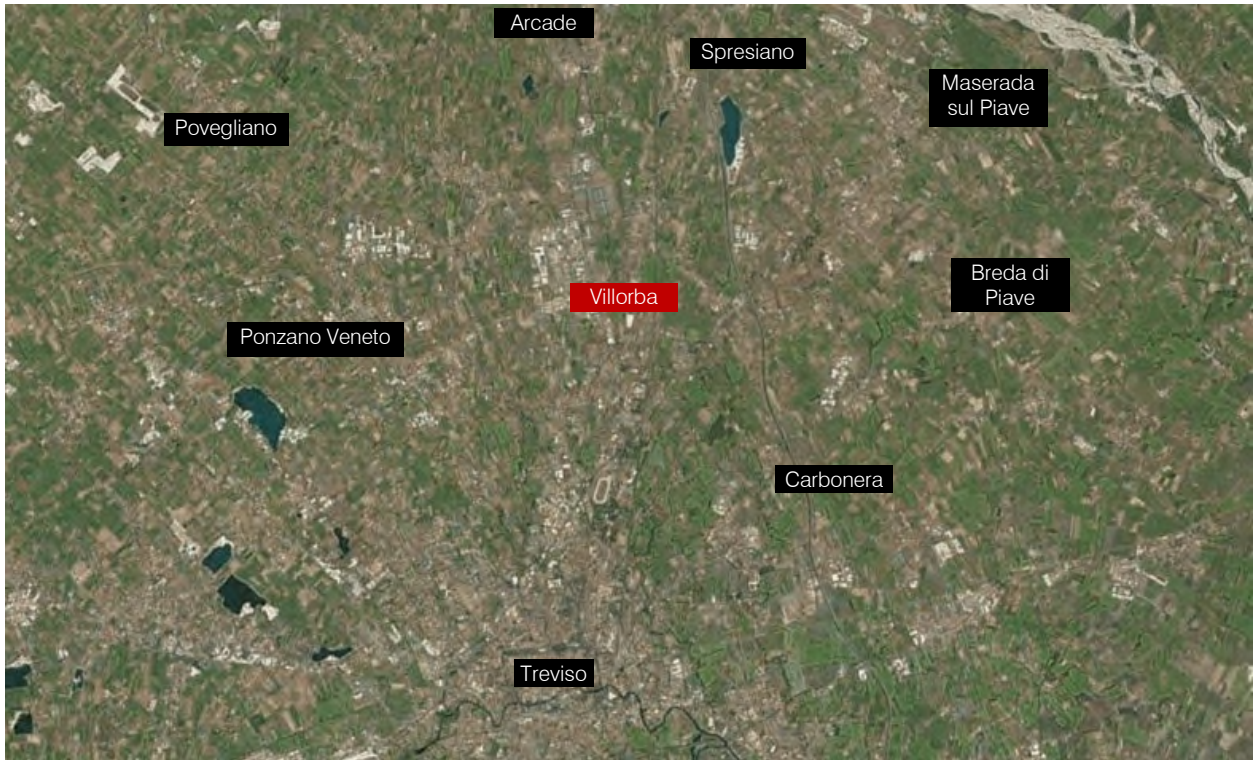 Arcade
Spresiano
Maserada
sul Piave
Povegliano
Breda di
Piave
Villorba
Ponzano Veneto
Carbonera
Treviso